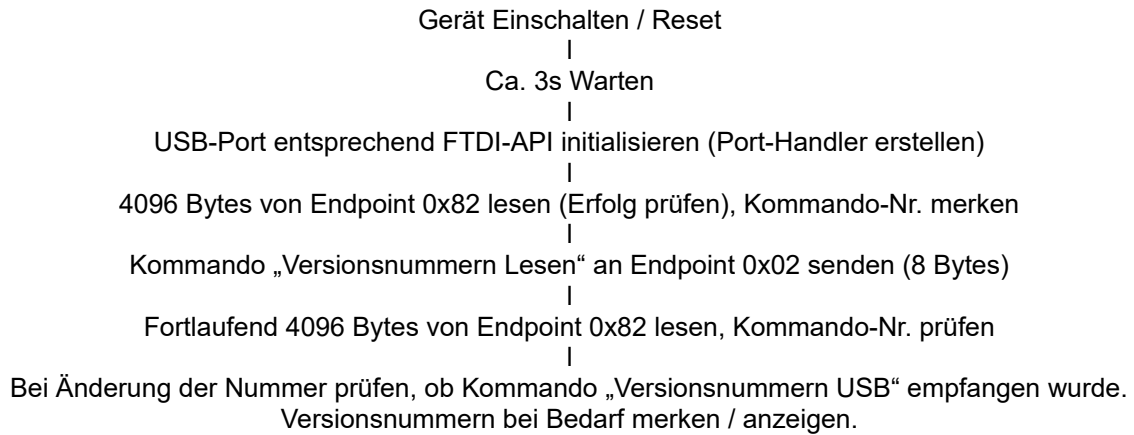 Gerät Einschalten / Reset
Ca. 3s Warten
USB-Port entsprechend FTDI-API initialisieren (Port-Handler erstellen)
4096 Bytes von Endpoint 0x82 lesen (Erfolg prüfen), Kommando-Nr. merken
Kommando „Versionsnummern Lesen“ an Endpoint 0x02 senden (8 Bytes)
Fortlaufend 4096 Bytes von Endpoint 0x82 lesen, Kommando-Nr. prüfen
Bei Änderung der Nummer prüfen, ob Kommando „Versionsnummern USB“ empfangen wurde.
Versionsnummern bei Bedarf merken / anzeigen.